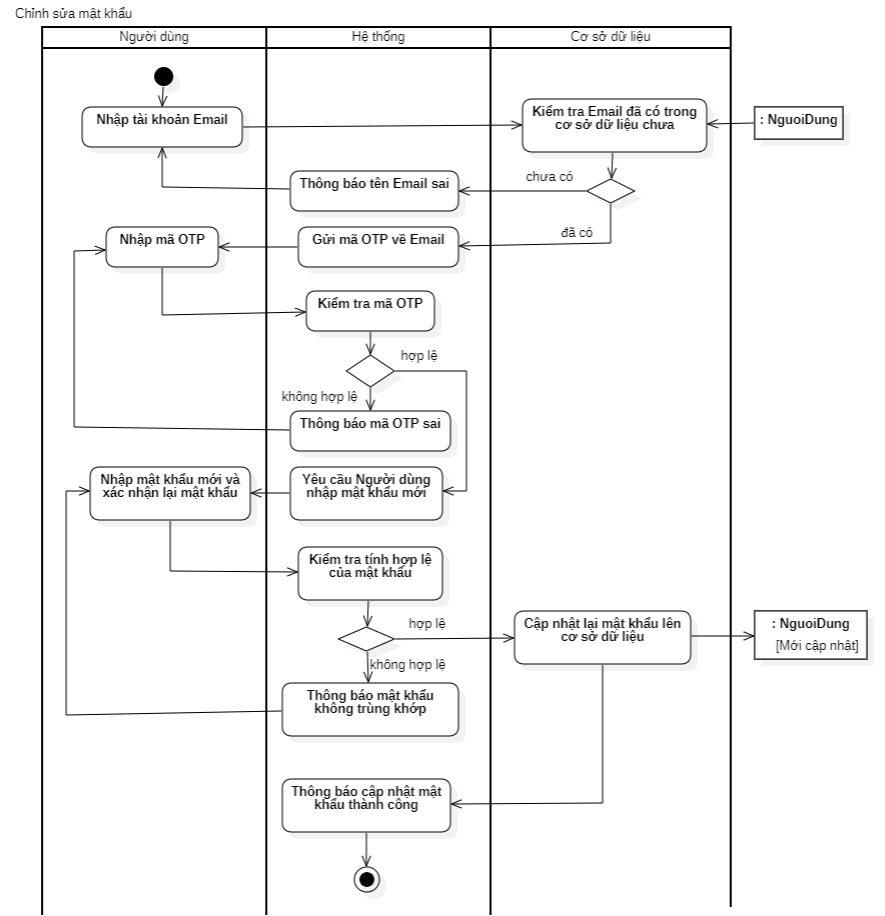 Chỉnh sửa mật khẩu
Người dùng
Hệ thống
Cơ sở dữ liệu
Nhập tài khoản Email
Kiểm tra Email đã có trong
cơ sở dữ liệu chưa
: NguoiDung
chưa có
Thông báo tên Email sai
đã có
Nhập mã OTP
Gửi mã OTP về Email
Kiểm tra mã OTP
hợp lệ
không hợp lệ
Thông báo mã OTP sai
Nhập mật khẩu mới và
xác nhận lại mật khẩu
Yêu cầu Người dùng
nhập mật khẩu mới
Kiểm tra tính hợp lệ
của mật khẩu
hợp lệ
Cập nhật lại mật khẩu lên
cơ sở dữ liệu
: NguoiDung
[Mới cập nhật]
không hợp lệ
Thông báo mật khẩu
không trùng khớp
Thông báo cập nhật mật
khẩu thành công